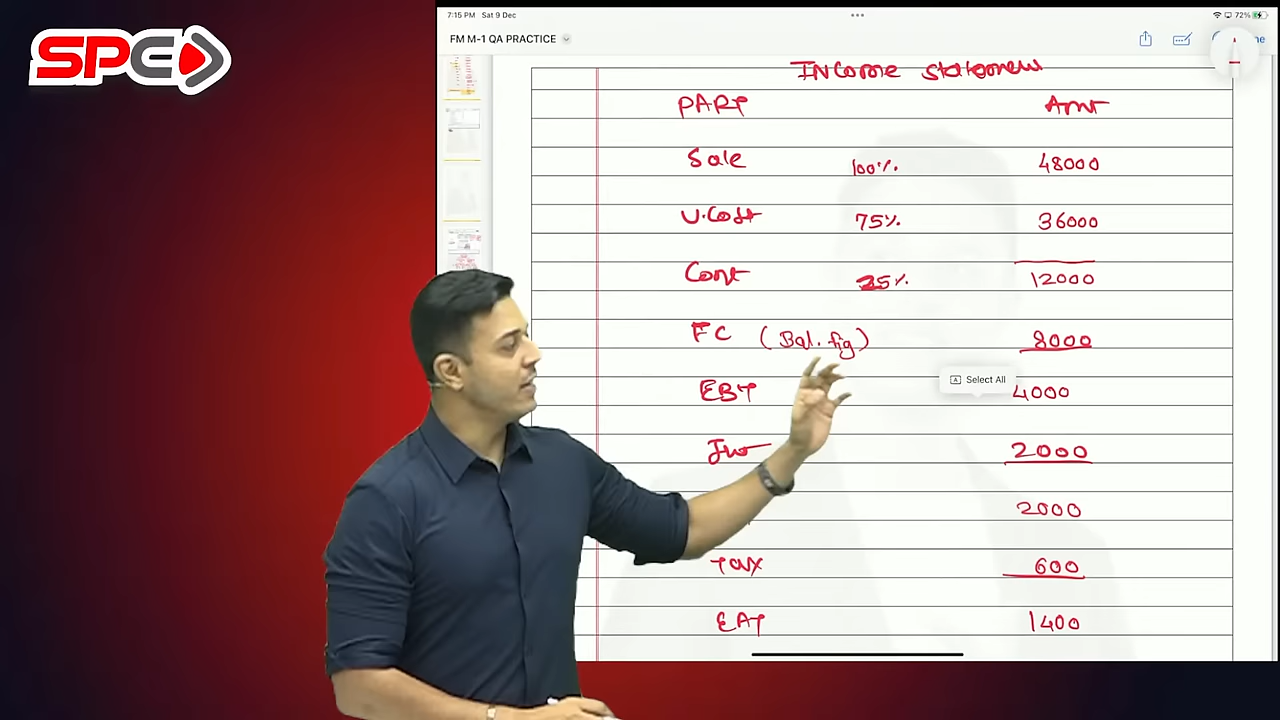 SPC
7:15 PM Sat 9 Dec
72%
FM M-1 QA PRACTICE
Income statement
PART Amt
Sale 100% 48000
V.Cost 75% 36000
Cont 25% 12000
FC (Bal.fig) 8000
Select All
EBT 4000
Int 2000
2000
Tax 600
EAT 1400